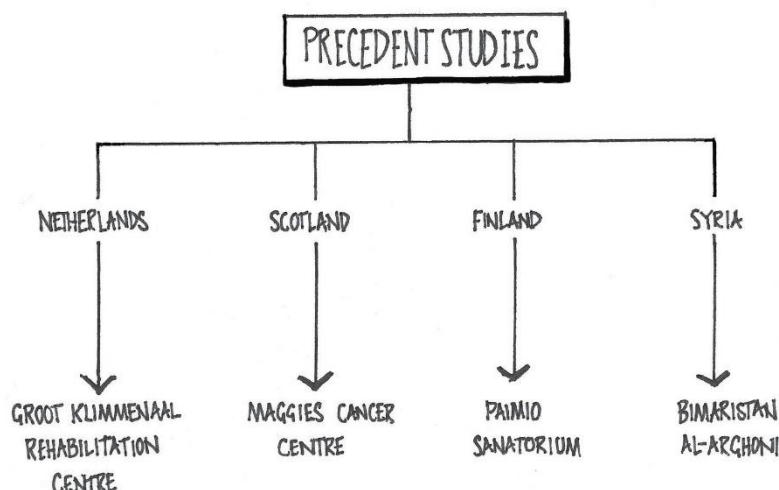 PRECEDENT STUDIES
NETHERLANDS
SCOTLAND
FINLAND
SYRIA
GROOT KLIMMENAAL
REHABILITATION
CENTRE
MAGGIES CANCER
CENTRE
PAIMIO
SANATORIUM
BIMARISTAN
AL-ARGHONI